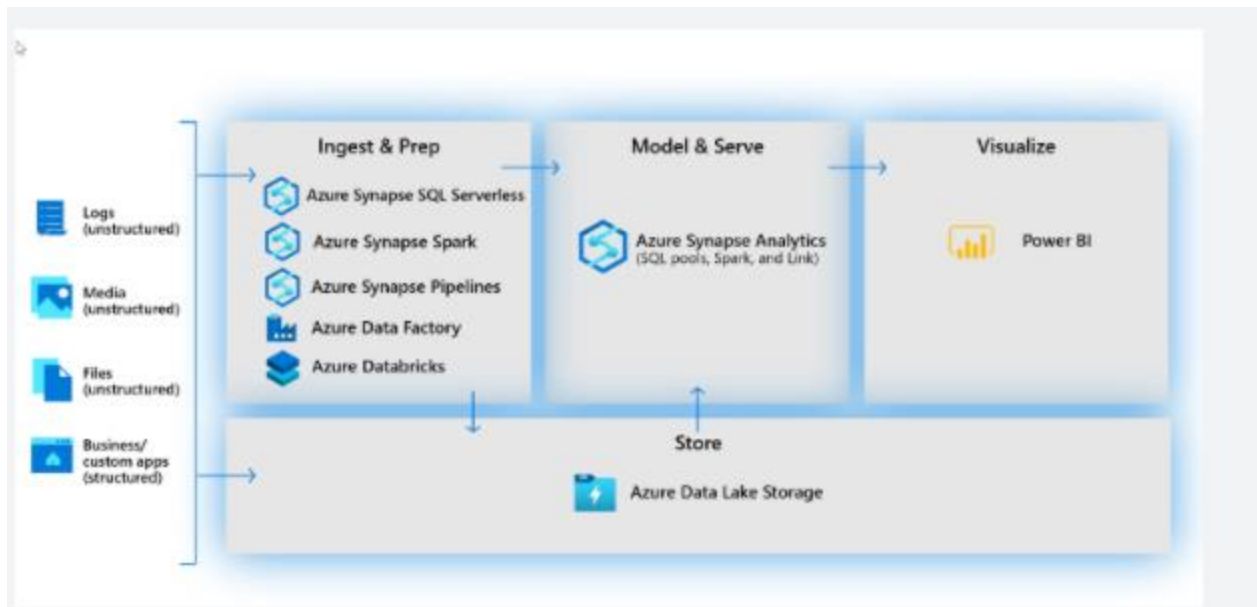 Logs
(unstructured)
Media
(unstructured)
Files
(unstructured)
Business/
custom apps
(structured)
Ingest & Prep
Azure Synapse SQL Serverless
Azure Synapse Spark
Azure Synapse Pipelines
Azure Data Factory
Azure Databricks
Model & Serve
Azure Synapse Analytics
(SQL pools, Spark, and Link)
Visualize
Power BI
Store
Azure Data Lake Storage